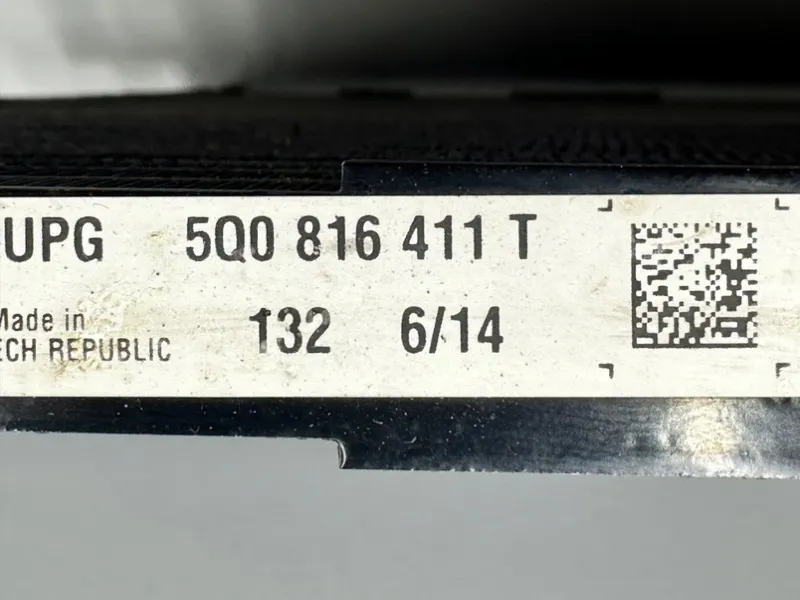 UPG 5Q0 816 411 T
Made in 132 6/14
ECH REPUBLIC